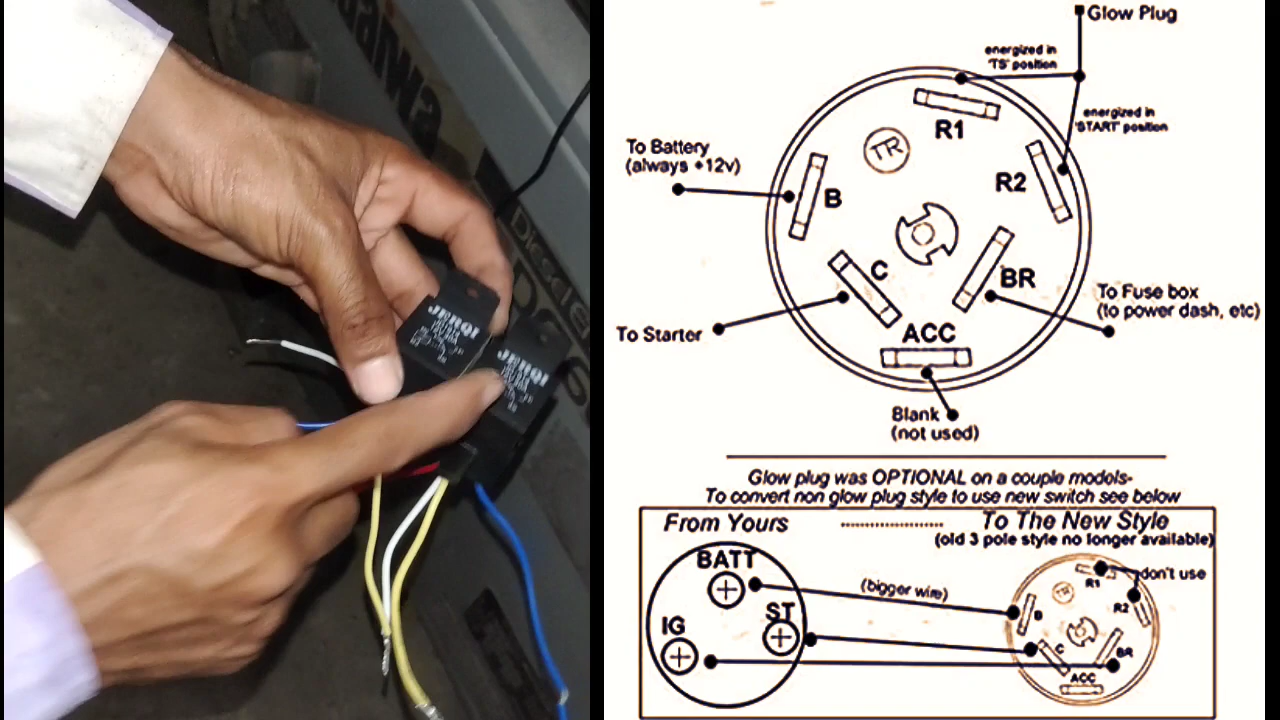 JERQI
JERQI
Diesel
Glow Plug
energized in
'TS' position
energized in
'START' position
R1
TR
To Battery
(always +12v)
B
R2
C
BR
To Starter
To Fuse box
(to power dash, etc)
ACC
Blank
(not used)
Glow plug was OPTIONAL on a couple models-
To convert non glow plug style to use new switch see below
From Yours
To The New Style
(old 3 pole style no longer available)
BATT
(bigger wire)
don't use
R1
TR
B
R2
ST
IG
C
BR
ACC